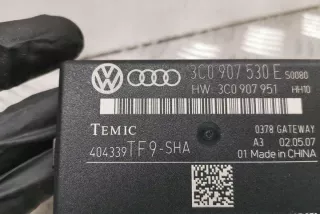 3C0 907 530 E S0080
HW: 3C0 907 951 HH10
TEMIC
0378 GATEWAY
404339TF9-SHA
A3 02.05.07
01 Made in CHINA